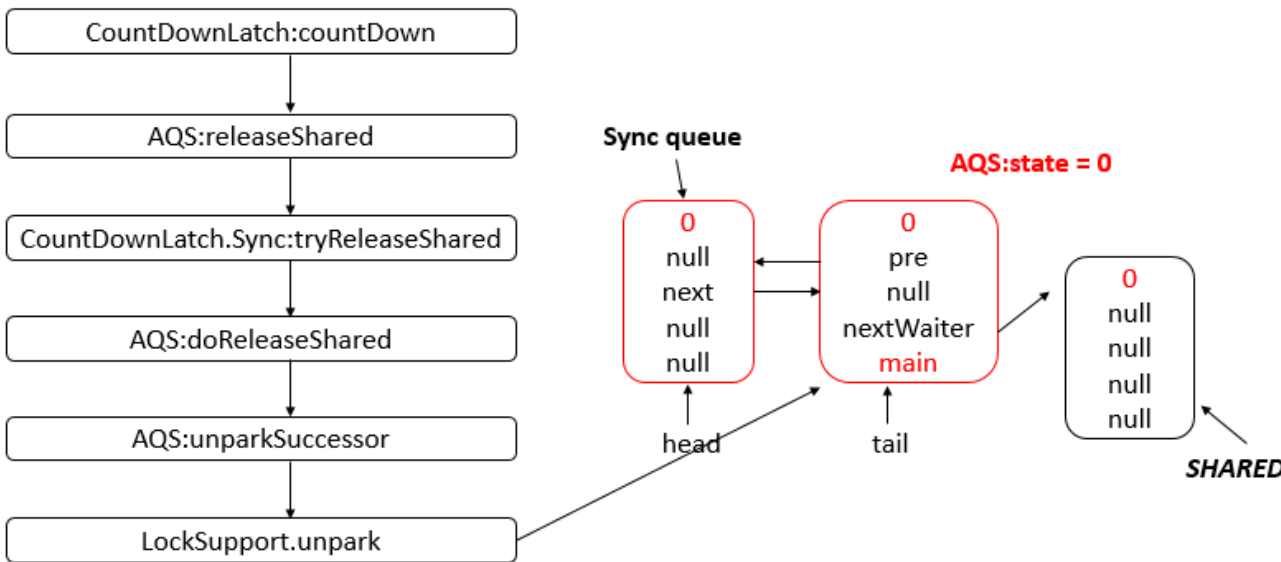 CountDownLatch:countDown
AQS:releaseShared
CountDownLatch.Sync:tryReleaseShared
AQS:doReleaseShared
AQS:unparkSuccessor
LockSupport.unpark
Sync queue
AQS:state = 0
0
null
next
null
null
head
0
pre
null
nextWaiter
main
tail
0
null
null
null
null
SHARED